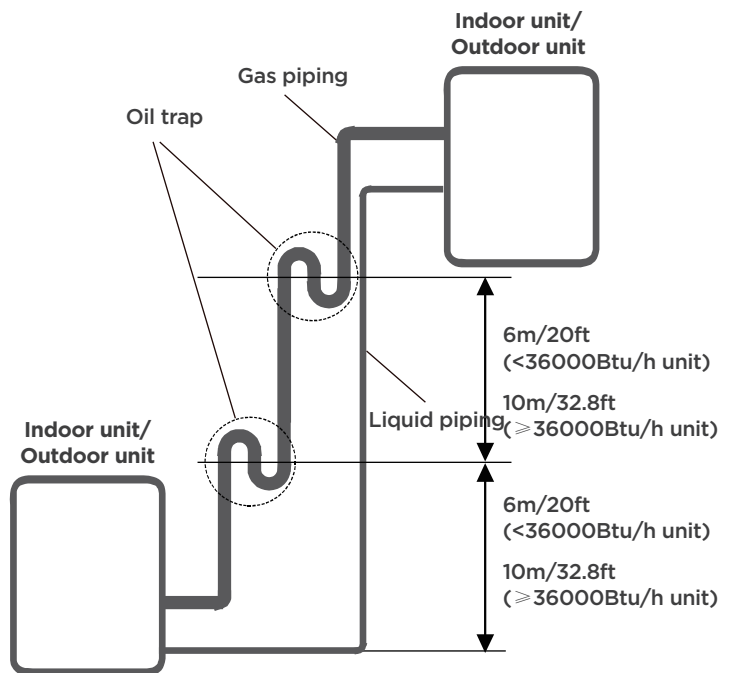 Indoor unit/
Outdoor unit
Gas piping
Oil trap
6m/20ft
(<36000Btu/h unit)
Liquid piping
10m/32.8ft
(≥36000Btu/h unit)
Indoor unit/
Outdoor unit
6m/20ft
(<36000Btu/h unit)
10m/32.8ft
(≥36000Btu/h unit)